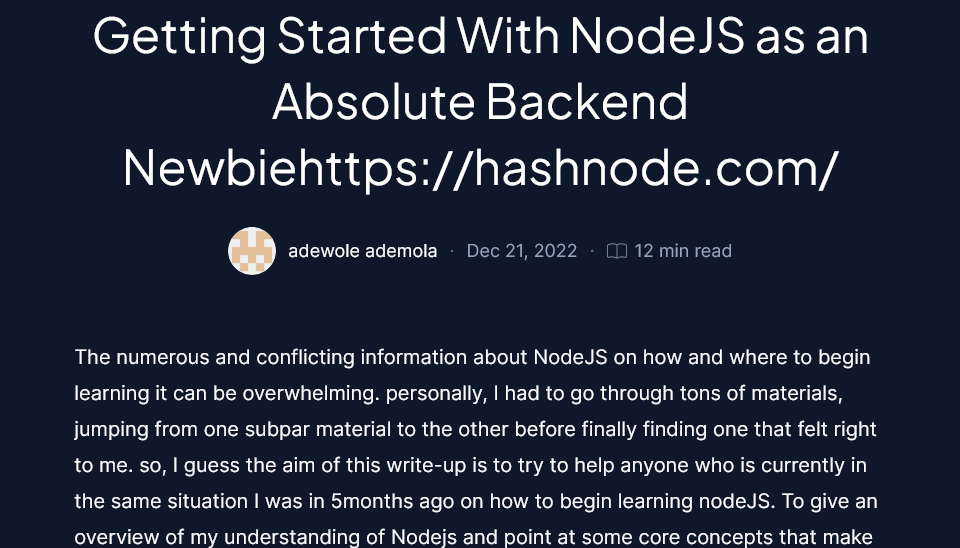 Getting Started With NodeJS as an
Absolute Backend
Newbiehttps://hashnode.com/
adewole ademola · Dec 21, 2022 · 12 min read
The numerous and conflicting information about NodeJS on how and where to begin
learning it can be overwhelming. personally, I had to go through tons of materials,
jumping from one subpar material to the other before finally finding one that felt right
to me. so, I guess the aim of this write-up is to try to help anyone who is currently in
the same situation I was in 5months ago on how to begin learning nodeJS. To give an
overview of my understanding of Nodejs and point at some core concepts that make